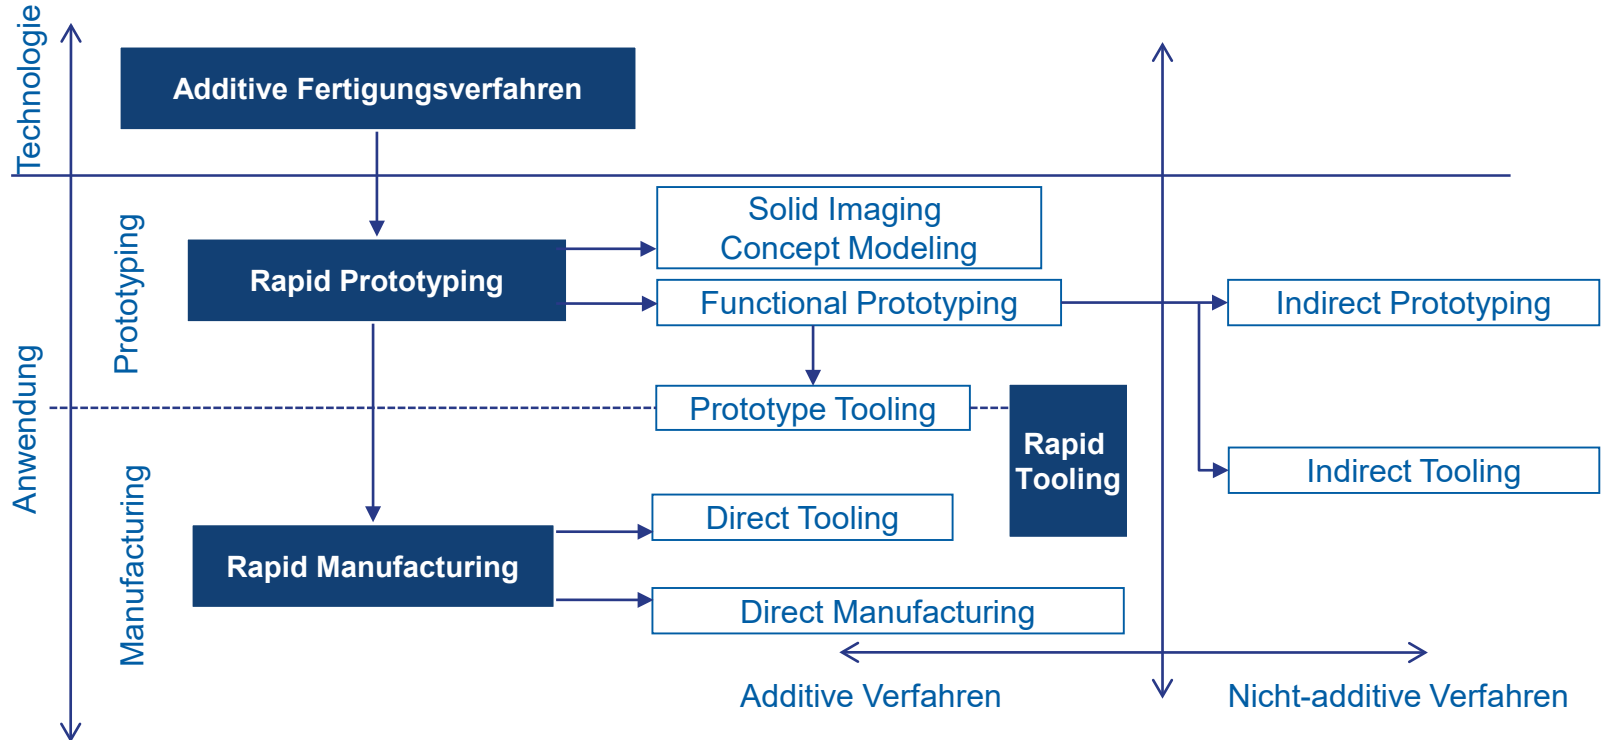 Technologie
Additive Fertigungsverfahren
Anwendung
Prototyping
Rapid Prototyping
Solid Imaging
Concept Modeling
Functional Prototyping
Indirect Prototyping
Prototype Tooling
Rapid
Tooling
Indirect Tooling
Manufacturing
Rapid Manufacturing
Direct Tooling
Direct Manufacturing
Additive Verfahren
Nicht-additive Verfahren